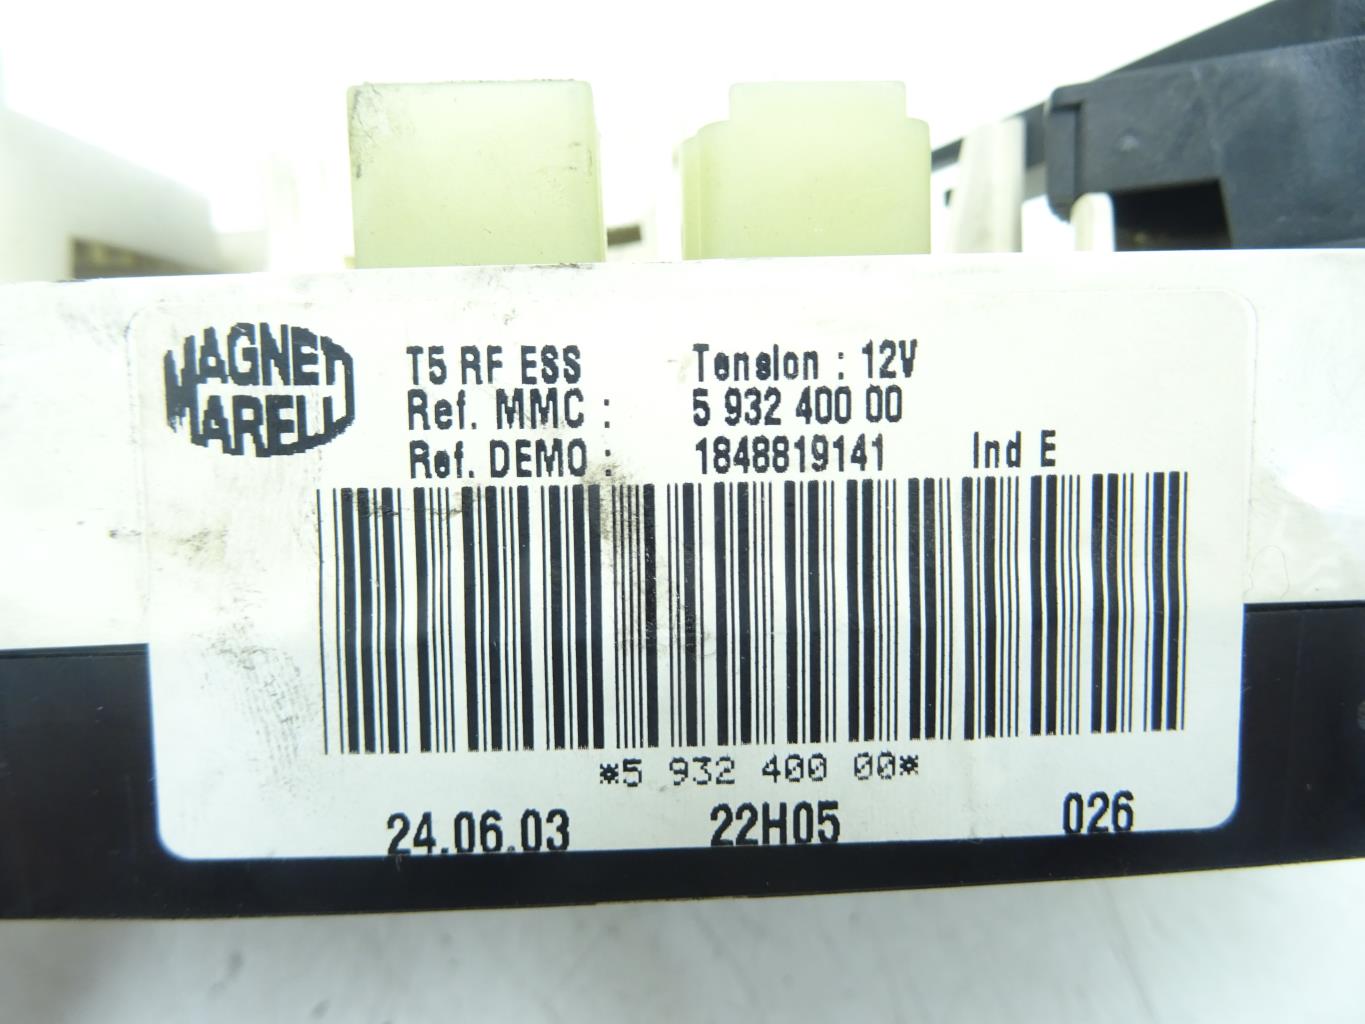 MAGNETI
MARELLI
T5 RF ESS Tension : 12V
Ref. MMC : 5 932 400 00
Ref. DEMO : 1848819141 Ind E
*5 932 400 00*
24.06.03 22H05 026